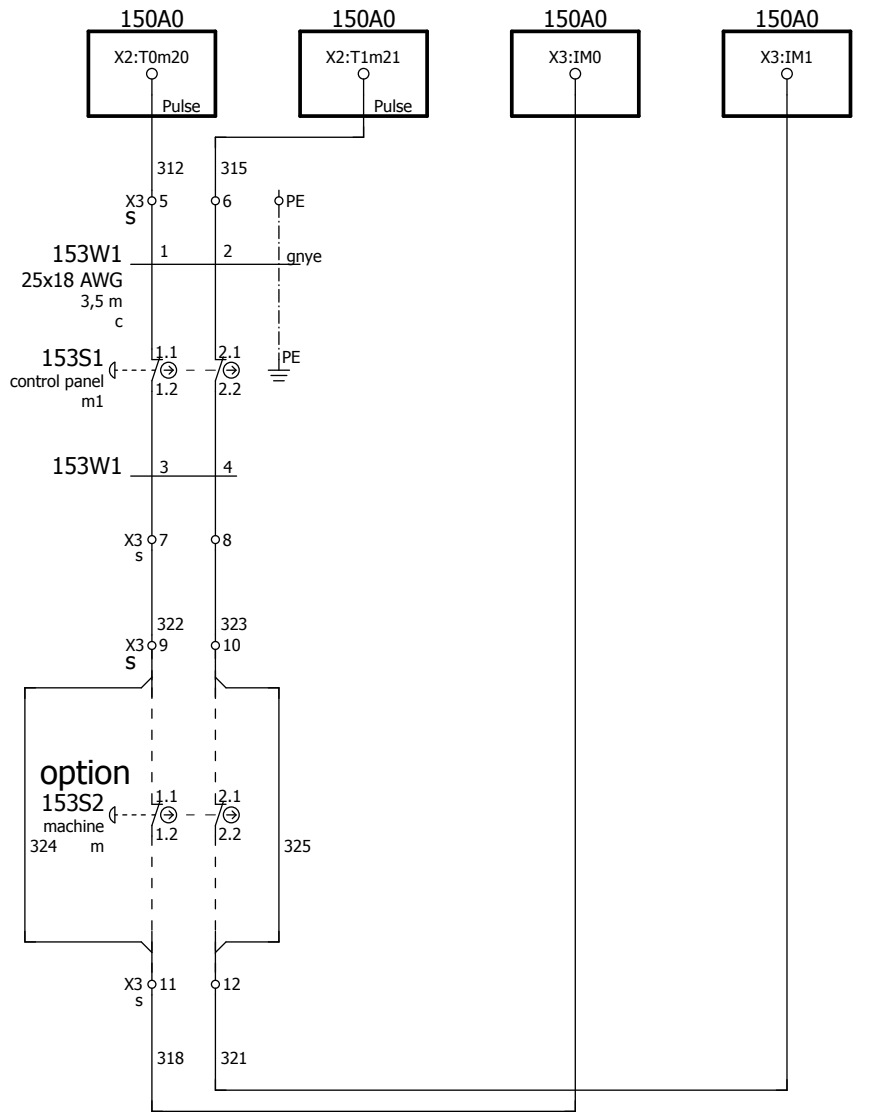 150A0 150A0 150A0 150A0
X2:T0m20 X2:T1m21 X3:IM0 X3:IM1
Pulse Pulse
312 315
X3 5 6 PE
S
153W1 1 2 gnye
25x18 AWG
3,5 m
c
153S1 1.1 2.1 PE
control panel 1.2 2.2
m1
153W1 3 4
X3 7 8
s
322 323
X3 9 10
S
option
153S2 1.1 2.1
machine 1.2 2.2
324 m 325
X3 11 12
s
318 321